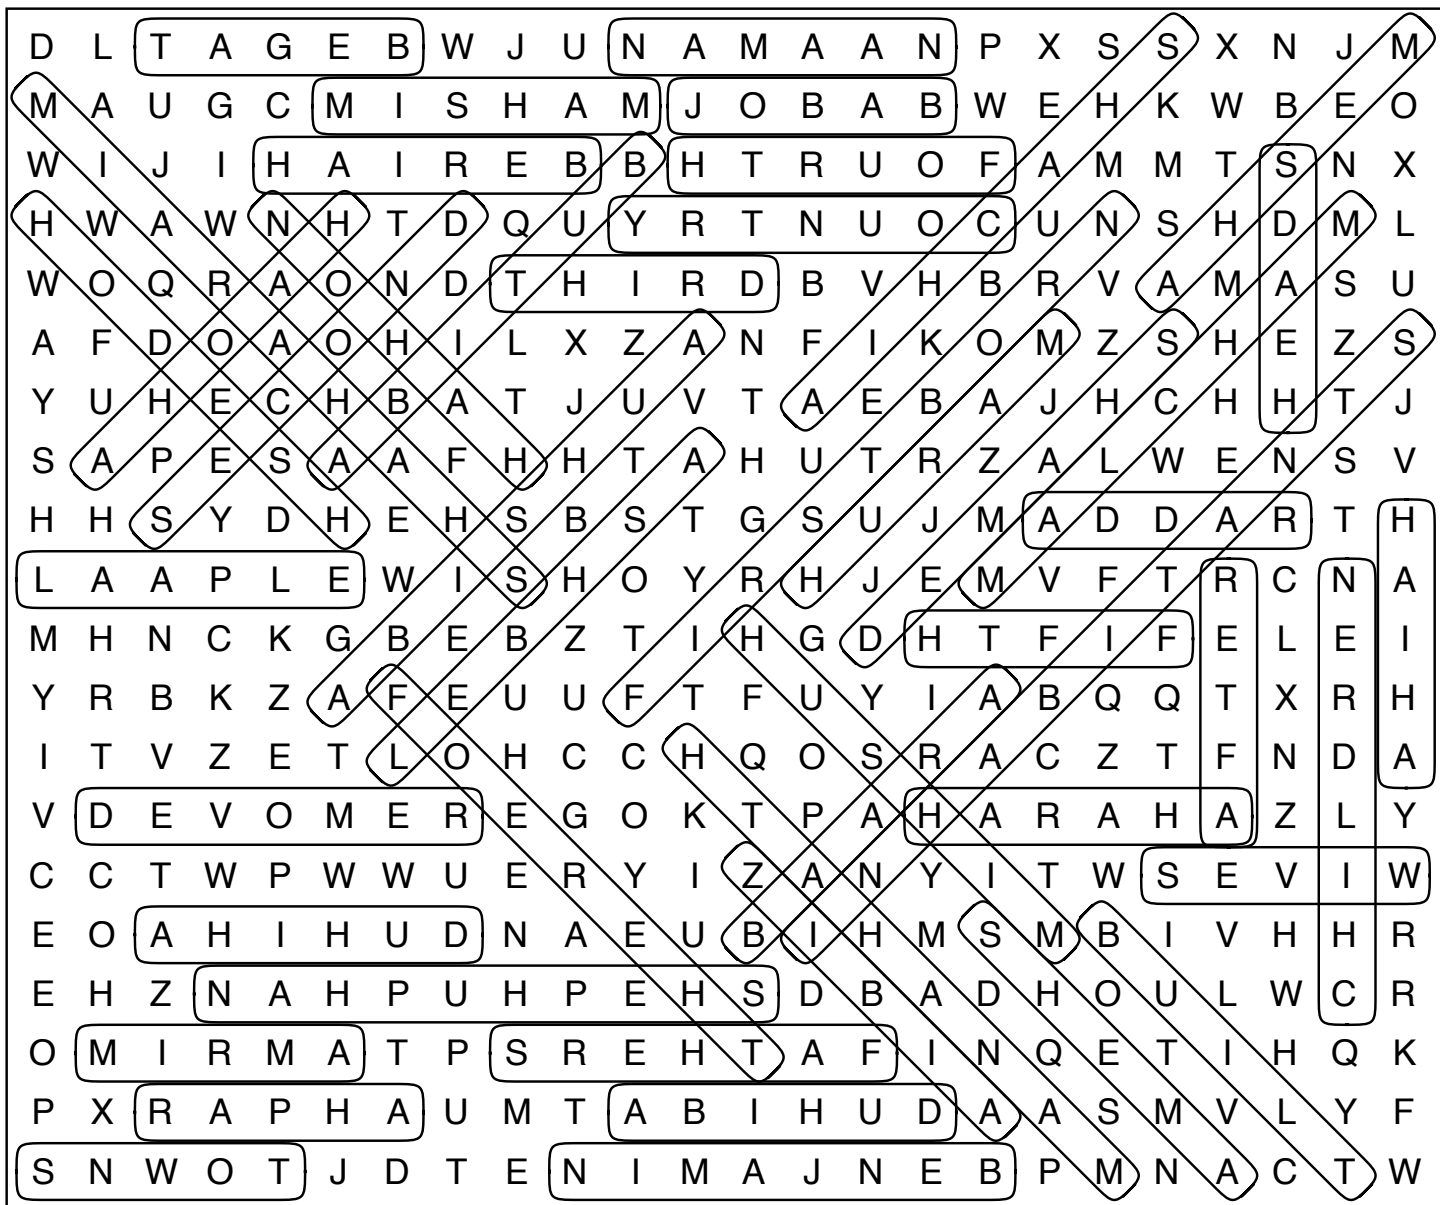 D L T A G E B W J U N A M A A N P X S S X N J M
M A U G C M I S H A M J O B A B W E H K W B E O
W I J I H A I R E B B H T R U O F A M M T S N X
H W A W N H T D Q U Y R T N U O C U N S H D M L
W O Q R A O N D T H I R D B V H B R V A M A S U
A F D O A O H I L X Z A N F I K O M Z S H E Z S
Y U H E C H B A T J U V T A E B A J H C H H T J
S A P E S A A F H H T A H U T R Z A L W E N S V
H H S Y D H E H S B S T G S U J M A D D A R T H
L A A P L E W I S H O Y R H J E M V F T R C N A
M H N C K G B E B Z T I H G D H T F I F E L E I
Y R B K Z A F E U U F T F U Y I A B Q Q T X R H
I T V Z E T L O H C C H Q O S R A C Z T F N D A
V D E V O M E R E G O K T P A H A R A H A Z L Y
C C T W P W W U E R Y I Z A N Y I T W S E V I W
E O A H I H U D N A E U B I H M S M B I V H H R
E H Z N A H P U H P E H S D B A D H O U L W C R
O M I R M A T P S R E H T A F I N Q E T I H Q K
P X R A P H A U M T A B I H U D A A S M V L Y F
S N W O T J D T E N I M A J N E B P M N A C T W